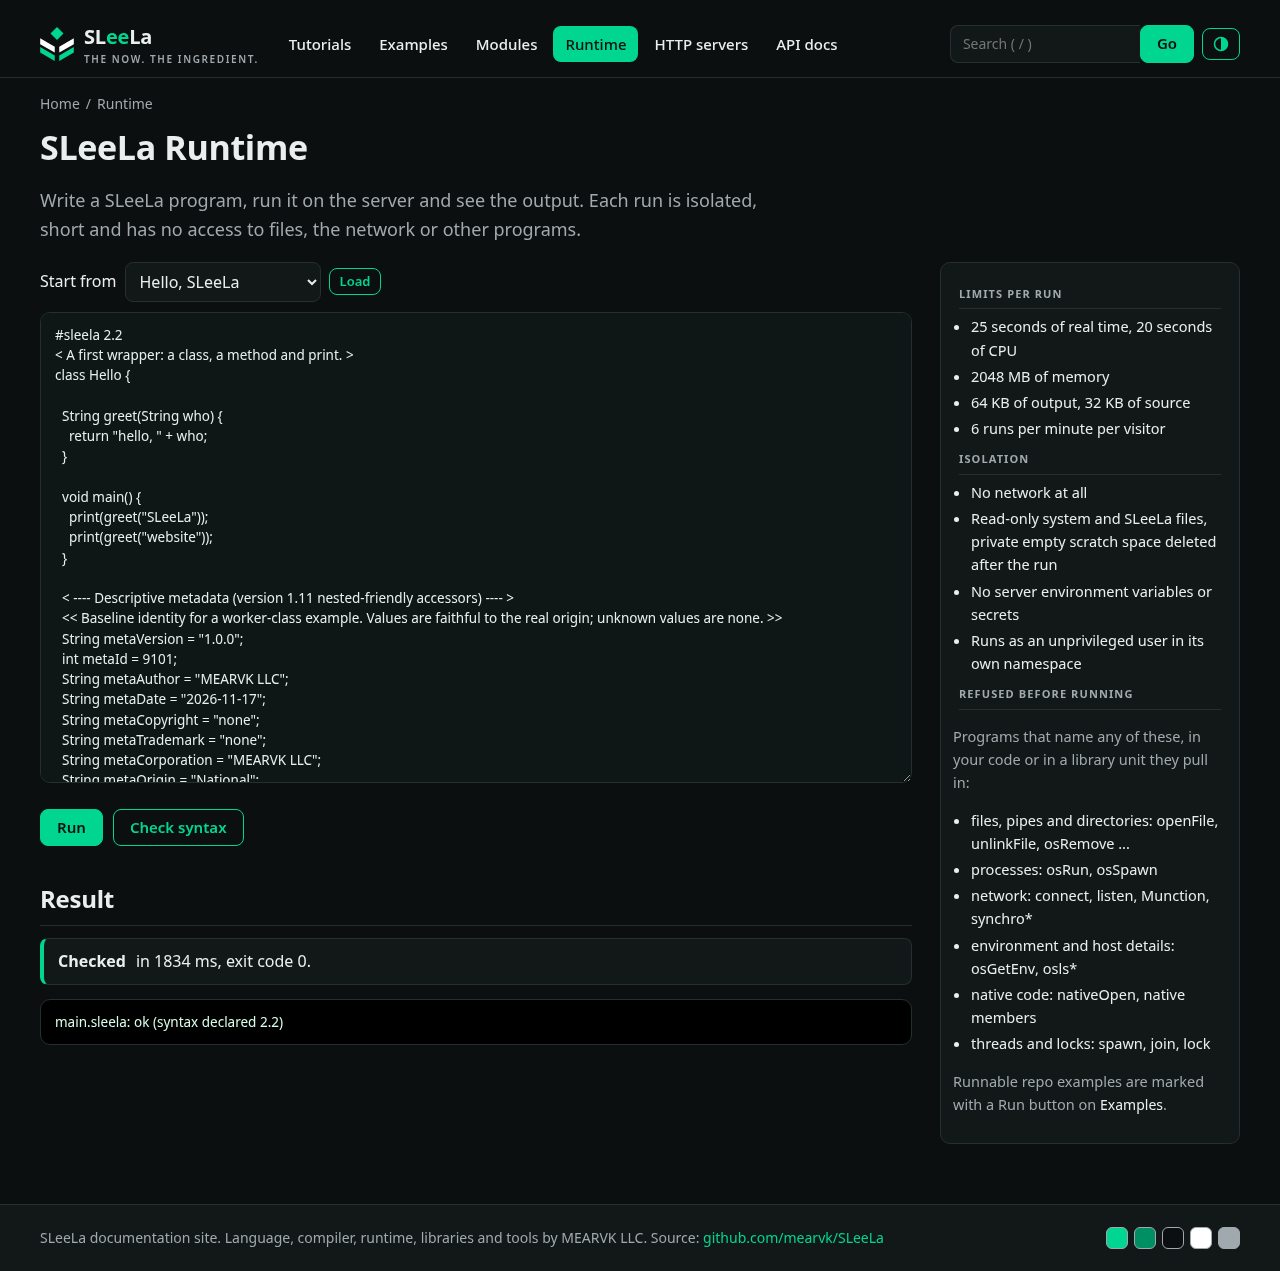 SLeeLa
THE NOW. THE INGREDIENT.
Tutorials
Examples
Modules
Runtime
HTTP servers
API docs
Search ( / )
Go
Home / Runtime
SLeeLa Runtime
Write a SLeeLa program, run it on the server and see the output. Each run is isolated,
short and has no access to files, the network or other programs.
Start from
Hello, SLeeLa
Load
#sleela 2.2
< A first wrapper: a class, a method and print. >
class Hello {
String greet(String who) {
return "hello, " + who;
}
void main() {
print(greet("SLeeLa"));
print(greet("website"));
}
< ---- Descriptive metadata (version 1.11 nested-friendly accessors) ---- >
<< Baseline identity for a worker-class example. Values are faithful to the real origin; unknown values are none. >>
String metaVersion = "1.0.0";
int metaId = 9101;
String metaAuthor = "MEARVK LLC";
String metaDate = "2026-11-17";
String metaCopyright = "none";
String metaTrademark = "none";
String metaCorporation = "MEARVK LLC";
String metaOrigin = "National";
Run
Check syntax
Result
Checked in 1834 ms, exit code 0.
main.sleela: ok (syntax declared 2.2)
LIMITS PER RUN
25 seconds of real time, 20 seconds
of CPU
2048 MB of memory
64 KB of output, 32 KB of source
6 runs per minute per visitor
ISOLATION
No network at all
Read-only system and SLeeLa files,
private empty scratch space deleted
after the run
No server environment variables or
secrets
Runs as an unprivileged user in its
own namespace
REFUSED BEFORE RUNNING
Programs that name any of these, in
your code or in a library unit they pull
in:
files, pipes and directories: openFile,
unlinkFile, osRemove ...
processes: osRun, osSpawn
network: connect, listen, Munction,
synchro*
environment and host details:
osGetEnv, osIs*
native code: nativeOpen, native
members
threads and locks: spawn, join, lock
Runnable repo examples are marked
with a Run button on Examples.
SLeeLa documentation site. Language, compiler, runtime, libraries and tools by MEARVK LLC. Source: github.com/mearvk/SLeeLa